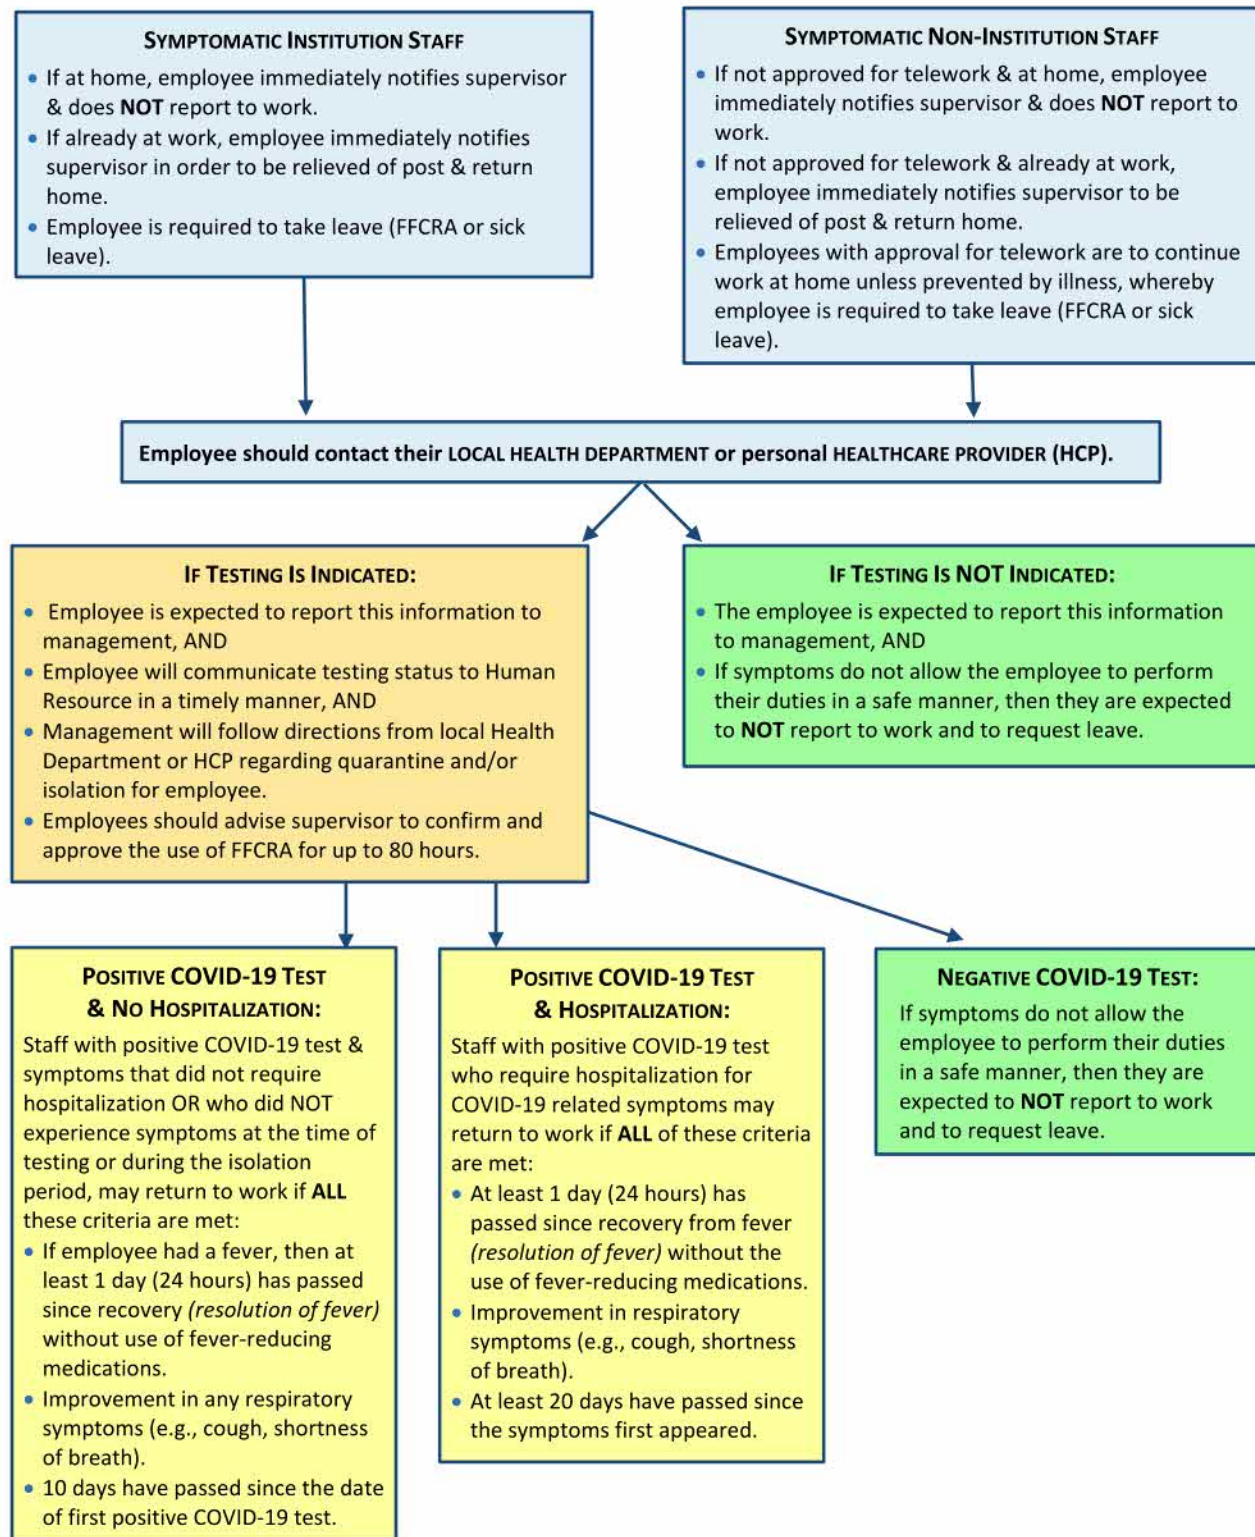 SYMPTOMATIC INSTITUTION STAFF
• If at home, employee immediately notifies supervisor
& does NOT report to work.
• If already at work, employee immediately notifies
supervisor in order to be relieved of post & return
home.
• Employee is required to take leave (FFCRA or sick
leave).
SYMPTOMATIC NON-INSTITUTION STAFF
• If not approved for telework & at home, employee
immediately notifies supervisor & does NOT report to
work.
• If not approved for telework & already at work,
employee immediately notifies supervisor to be
relieved of post & return home.
• Employees with approval for telework are to continue
work at home unless prevented by illness, whereby
employee is required to take leave (FFCRA or sick
leave).
Employee should contact their LOCAL HEALTH DEPARTMENT or personal HEALTHCARE PROVIDER (HCP).
IF TESTING IS INDICATED:
• Employee is expected to report this information to
management, AND
• Employee will communicate testing status to Human
Resource in a timely manner, AND
• Management will follow directions from local Health
Department or HCP regarding quarantine and/or
isolation for employee.
• Employees should advise supervisor to confirm and
approve the use of FFCRA for up to 80 hours.
IF TESTING IS NOT INDICATED:
• The employee is expected to report this information
to management, AND
• If symptoms do not allow the employee to perform
their duties in a safe manner, then they are expected
to NOT report to work and to request leave.
POSITIVE COVID-19 TEST
& NO HOSPITALIZATION:
Staff with positive COVID-19 test &
symptoms that did not require
hospitalization OR who did NOT
experience symptoms at the time of
testing or during the isolation
period, may return to work if ALL
these criteria are met:
• If employee had a fever, then at
least 1 day (24 hours) has passed
since recovery (resolution of fever)
without use of fever-reducing
medications.
• Improvement in any respiratory
symptoms (e.g., cough, shortness
of breath).
• 10 days have passed since the date
of first positive COVID-19 test.
POSITIVE COVID-19 TEST
& HOSPITALIZATION:
Staff with positive COVID-19 test
who require hospitalization for
COVID-19 related symptoms may
return to work if ALL of these criteria
are met:
• At least 1 day (24 hours) has
passed since recovery from fever
(resolution of fever) without the
use of fever-reducing medications.
• Improvement in respiratory
symptoms (e.g., cough, shortness
of breath).
• At least 20 days have passed since
the symptoms first appeared.
NEGATIVE COVID-19 TEST:
If symptoms do not allow the
employee to perform their duties
in a safe manner, then they are
expected to NOT report to work
and to request leave.